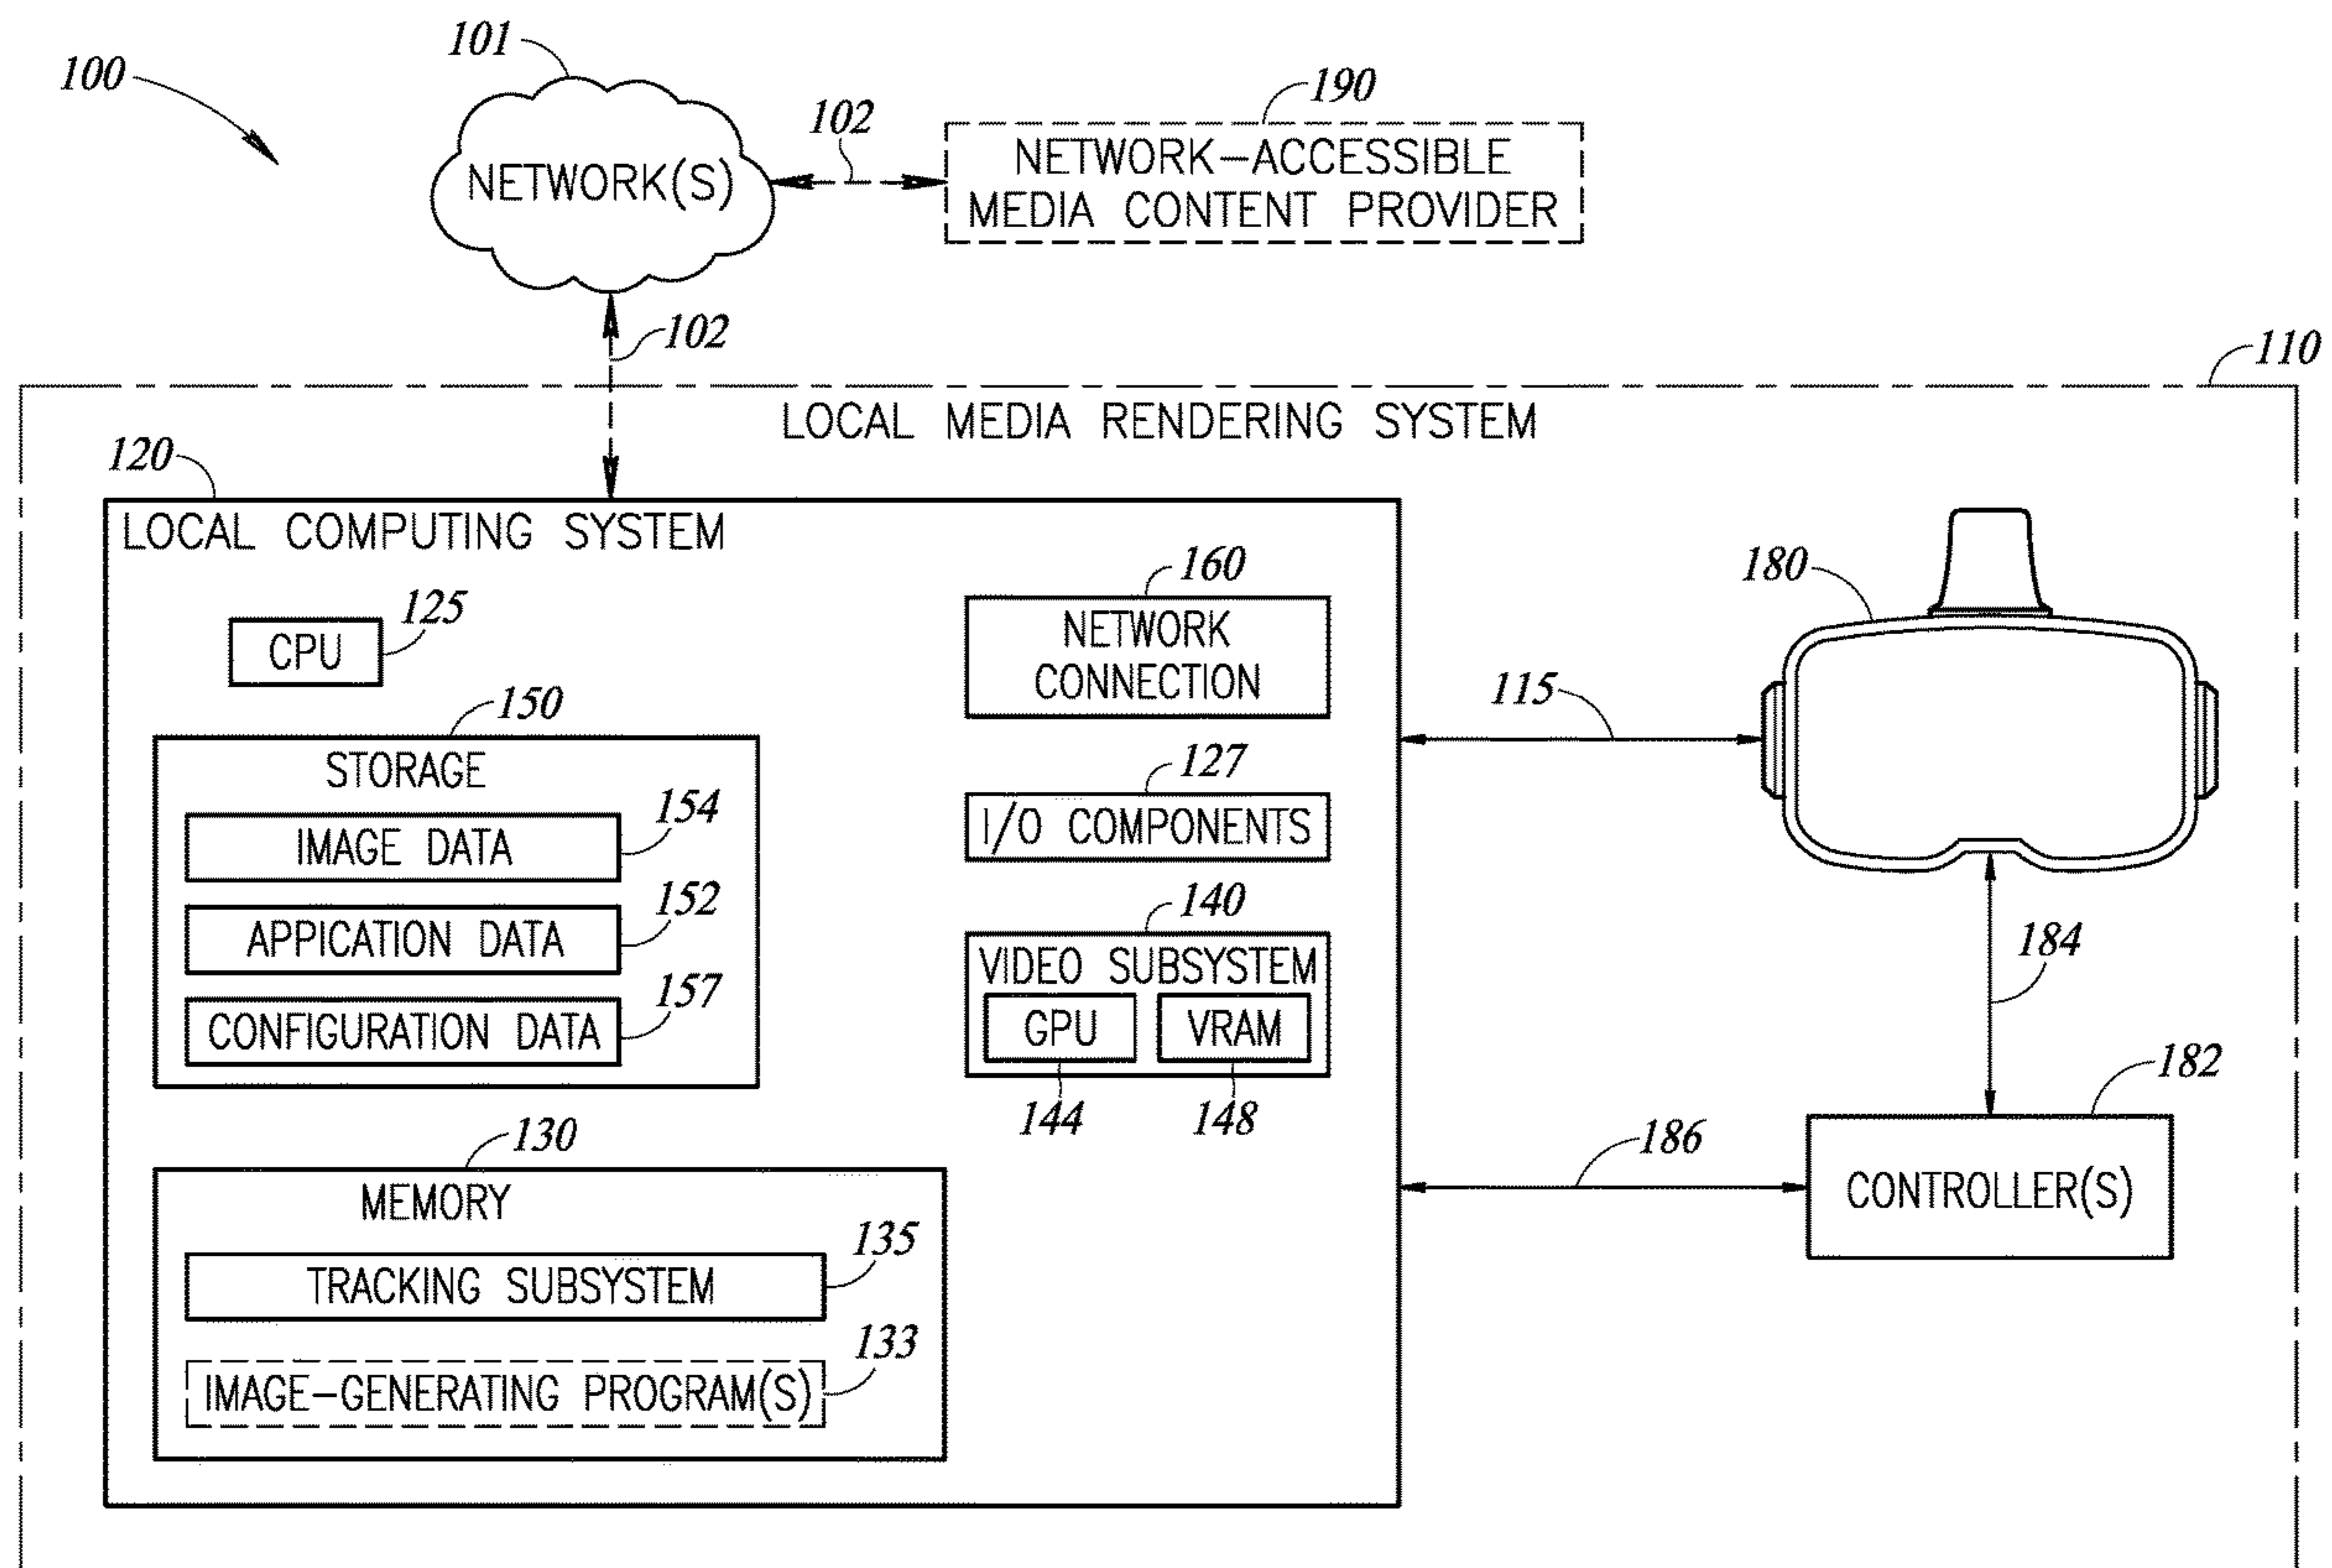 100
101
NETWORK(S)
102
190
NETWORK-ACCESSIBLE
MEDIA CONTENT PROVIDER
102
110
LOCAL MEDIA RENDERING SYSTEM
120
LOCAL COMPUTING SYSTEM
CPU
125
150
STORAGE
IMAGE DATA
154
APPICATION DATA
152
CONFIGURATION DATA
157
130
MEMORY
TRACKING SUBSYSTEM
135
IMAGE-GENERATING PROGRAM(S)
133
160
NETWORK
CONNECTION
127
I/O COMPONENTS
140
VIDEO SUBSYSTEM
GPU
VRAM
144
148
115
180
184
186
182
CONTROLLER(S)